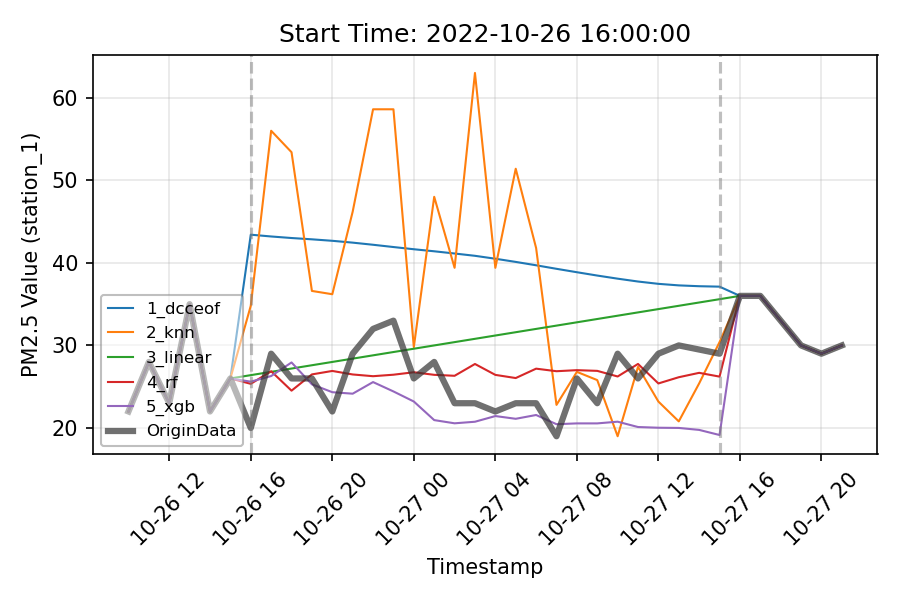 Start Time: 2022-10-26 16:00:00
PM2.5 Value (station_1)
60
50
40
30
20
1_dcceof
2_knn
3_linear
4_rf
5_xgb
OriginData
10-26 12
10-26 16
10-26 20
10-27 00
10-27 04
10-27 08
10-27 12
10-27 16
10-27 20
Timestamp